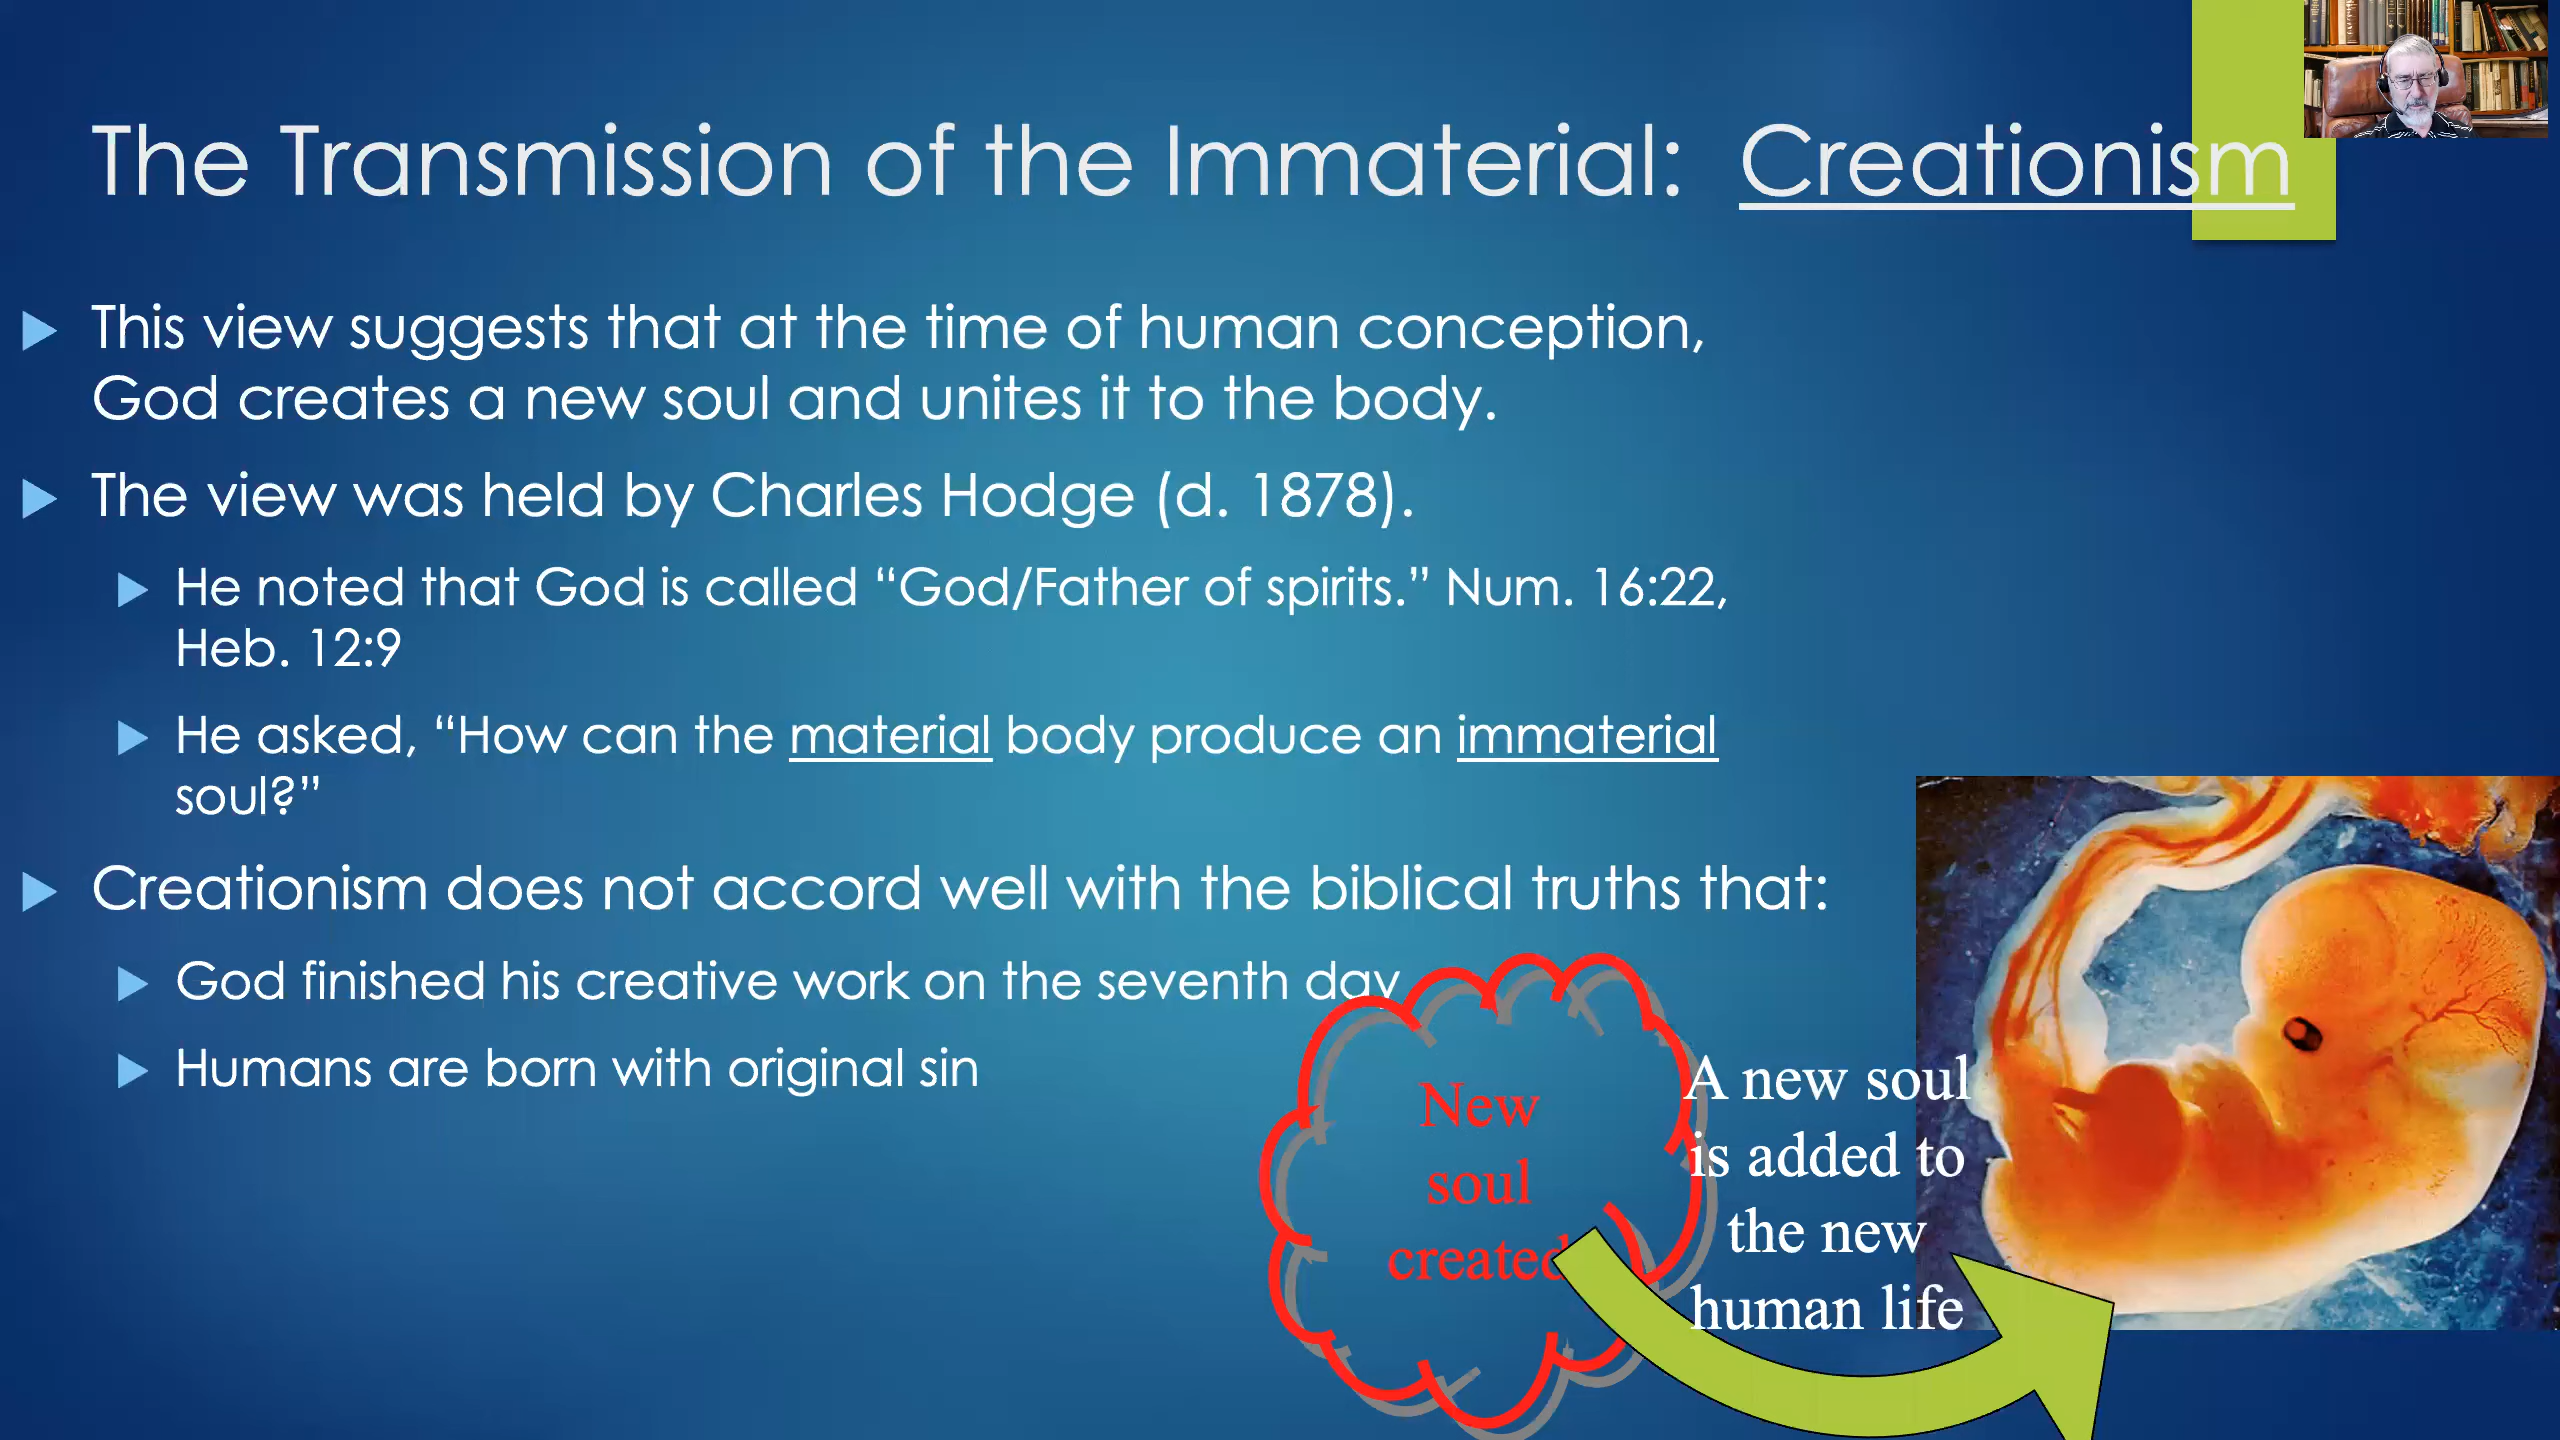 The Transmission of the Immaterial: Creationism
This view suggests that at the time of human conception,
God creates a new soul and unites it to the body.
The view was held by Charles Hodge (d. 1878).
He noted that God is called “God/Father of spirits.” Num. 16:22,
Heb. 12:9
He asked, “How can the material body produce an immaterial
soul?”
Creationism does not accord well with the biblical truths that:
God finished his creative work on the seventh day
Humans are born with original sin
New
soul
created
A new soul
is added to
the new
human life